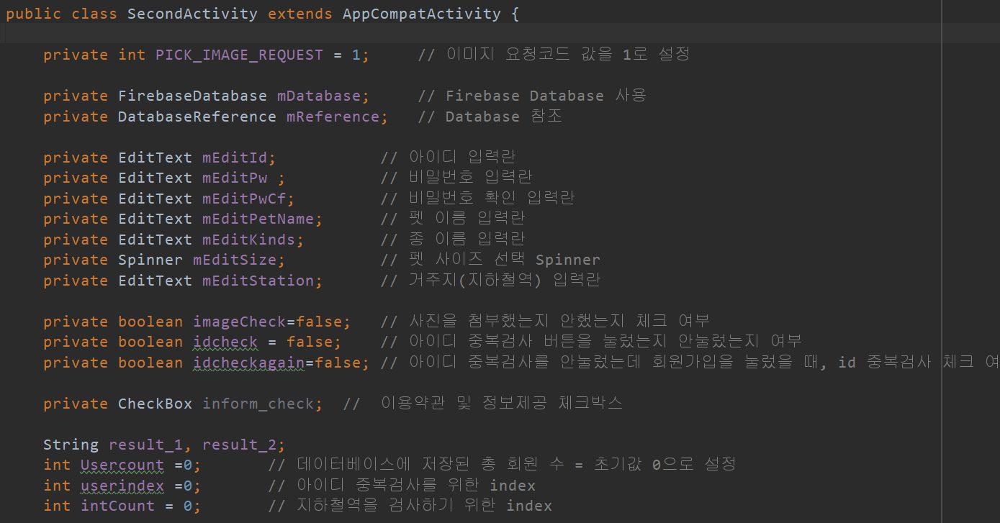 public class SecondActivity extends AppCompatActivity {
private int PICK_IMAGE_REQUEST = 1; // 이미지 요청코드 값을 1로 설정
private FirebaseDatabase mDatabase; // Firebase Database 사용
private DatabaseReference mReference; // Database 참조
private EditText mEditId; // 아이디 입력란
private EditText mEditPw ; // 비밀번호 입력란
private EditText mEditPwCf; // 비밀번호 확인 입력란
private EditText mEditPetName; // 펫 이름 입력란
private EditText mEditKinds; // 종 이름 입력란
private Spinner mEditSize; // 펫 사이즈 선택 Spinner
private EditText mEditStation; // 거주지(지하철역) 입력란
private boolean imageCheck=false; // 사진을 첨부했는지 안했는지 체크 여부
private boolean idcheck = false; // 아이디 중복검사 버튼을 눌렀는지 안눌렀는지 여부
private boolean idcheckagain=false; // 아이디 중복검사를 안눌렀는데 회원가입을 눌렀을 때, id 중복검사 체크 여
private CheckBox inform_check; // 이용약관 및 정보제공 체크박스
String result_1, result_2;
int Usercount =0; // 데이터베이스에 저장된 총 회원 수 = 초기값 0으로 설정
int userindex =0; // 아이디 중복검사를 위한 index
int intCount = 0; // 지하철역을 검사하기 위한 index